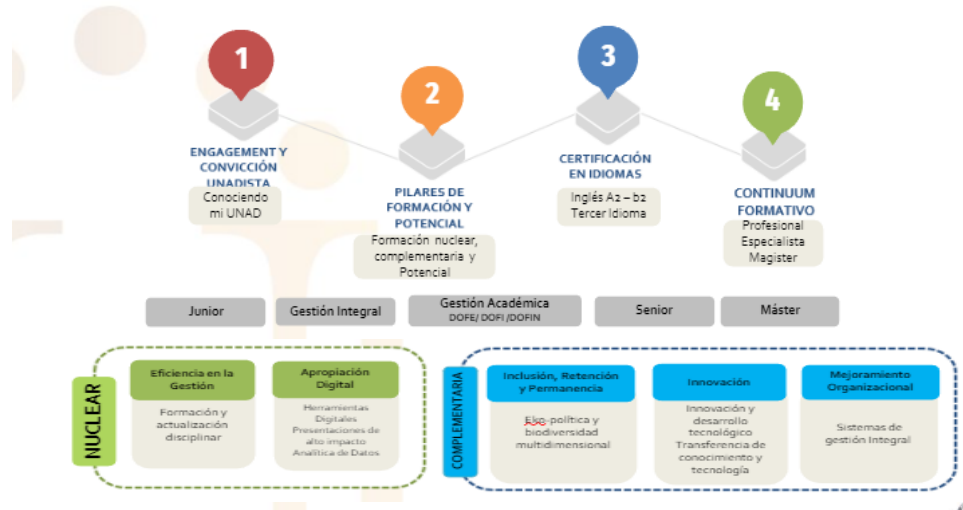 1
ENGAGEMENT Y
CONVICCIÓN
UNADISTA
Conociendo
mi UNAD
2
PILARES DE
FORMACIÓN Y
POTENCIAL
Formación nuclear,
complementaria y
Potencial
3
CERTIFICACIÓN
EN IDIOMAS
Inglés A2 – b2
Tercer Idioma
4
CONTINUUM
FORMATIVO
Profesional
Especialista
Magister
Junior
Gestión Integral
Gestión Académica
DOFE/ DOFI /DOFIN
Senior
Máster
NUCLEAR
Eficiencia en la
Gestión
Formación y
actualización
disciplinar
Apropiación
Digital
Herramientas
Digitales
Presentaciones de
alto impacto
Analítica de Datos
COMPLEMENTARIA
Inclusión, Retención
y Permanencia
Eko-política y
biodiversidad
multidimensional
Innovación
Innovación y
desarrollo
tecnológico
Transferencia de
conocimiento y
tecnología
Mejoramiento
Organizacional
Sistemas de
gestión Integral